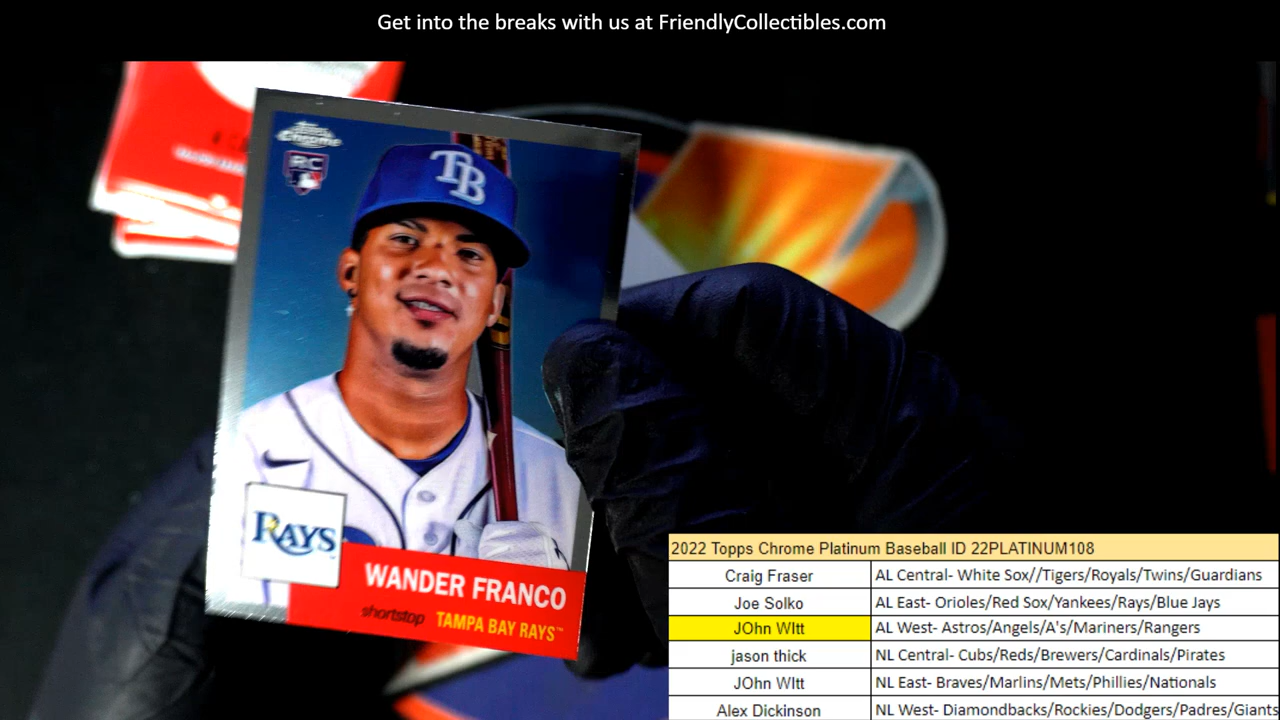 Get into the breaks with us at FriendlyCollectibles.com
Topps
Chrome
RC
TB
RAYS
WANDER FRANCO
shortstop TAMPA BAY RAYS™
2022 Topps Chrome Platinum Baseball ID 22PLATINUM108
Craig Fraser AL Central- White Sox//Tigers/Royals/Twins/Guardians
Joe Solko AL East- Orioles/Red Sox/Yankees/Rays/Blue Jays
JOhn WItt AL West- Astros/Angels/A's/Mariners/Rangers
jason thick NL Central- Cubs/Reds/Brewers/Cardinals/Pirates
JOhn WItt NL East- Braves/Marlins/Mets/Phillies/Nationals
Alex Dickinson NL West- Diamondbacks/Rockies/Dodgers/Padres/Giants